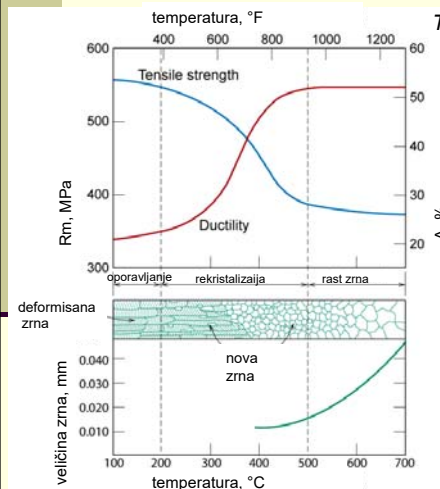 temperatura, °F
400 600 800 1000 1200
600
500
400
300
Rm, MPa
60
50
40
30
20
A, %
Tensile strength
Ductility
oporavljanje rekristalizaija rast zrna
deformisana
zrna
nova
zrna
0.040
0.030
0.020
0.010
veličina zrna, mm
100 200 300 400 500 600 700
temperatura, °C